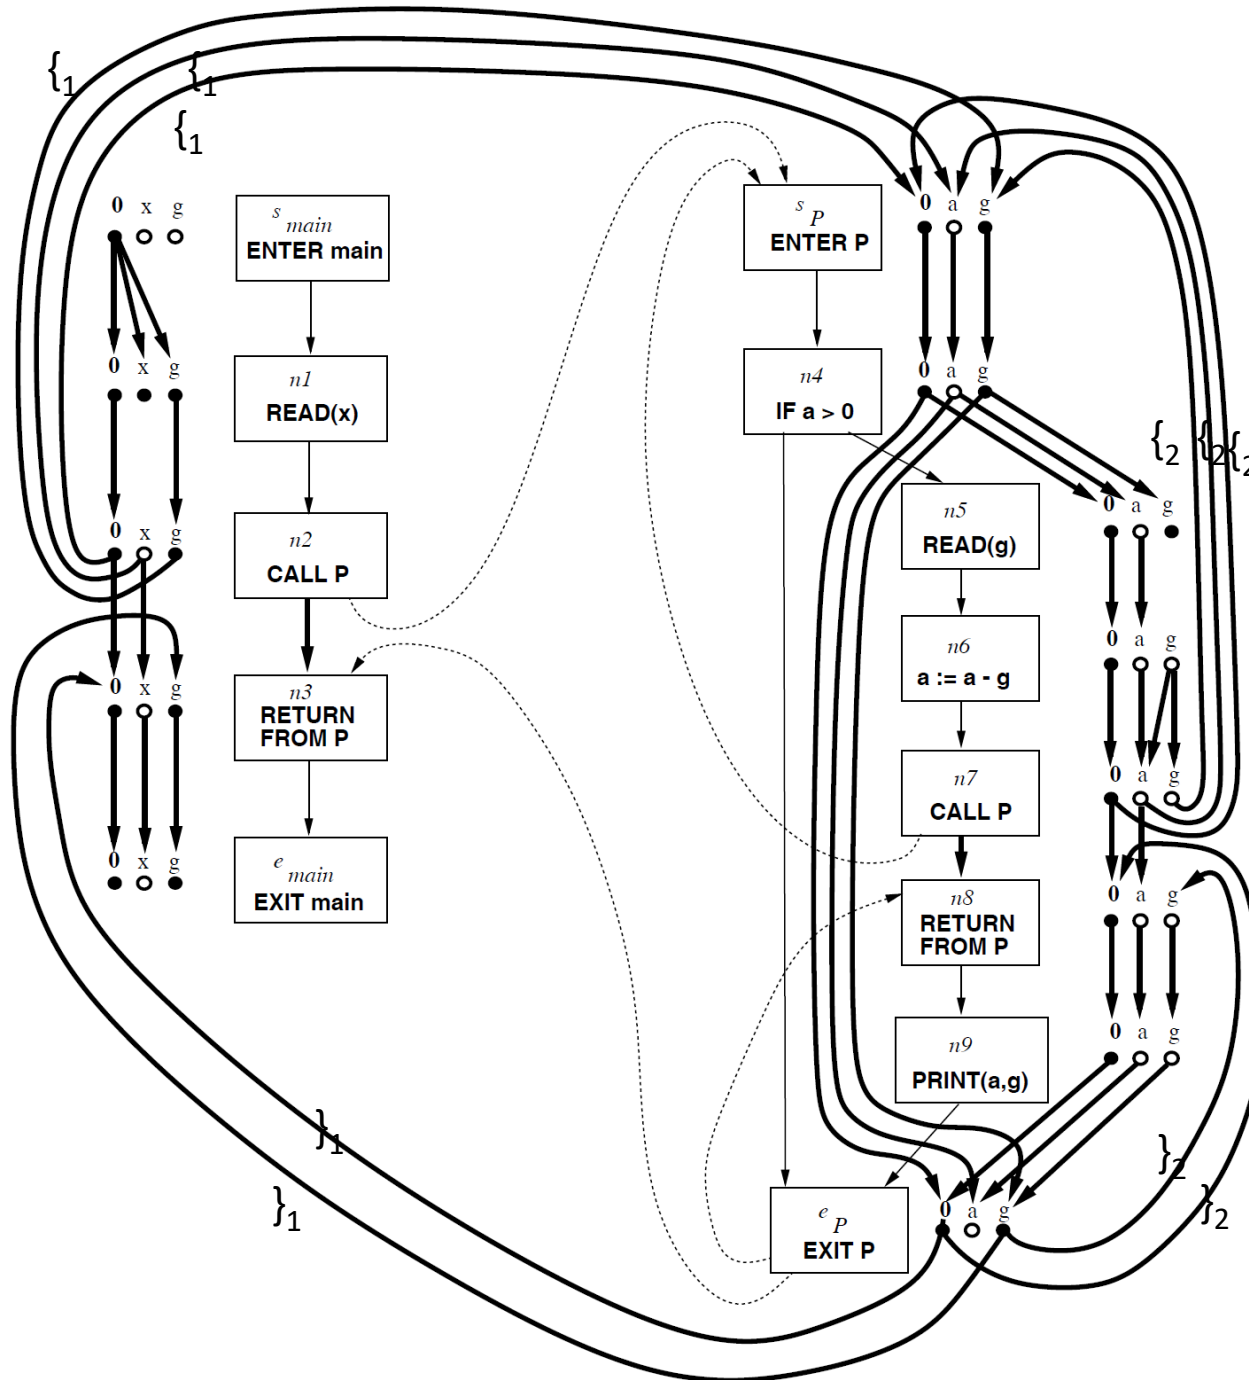 {1
{1
{1
0 x g
s main
ENTER main
0 x g
n1
READ(x)
0 x g
n2
CALL P
0 x g
n3
RETURN
FROM P
0 x g
e main
EXIT main
s P
ENTER P
0 a g
n4
IF a > 0
0 a g
{2
{2
{2
n5
READ(g)
0 a g
n6
a := a - g
0 a g
n7
CALL P
0 a g
n8
RETURN
FROM P
0 a g
n9
PRINT(a,g)
0 a g
}1
}1
}2
}2
e P
EXIT P
0 a g